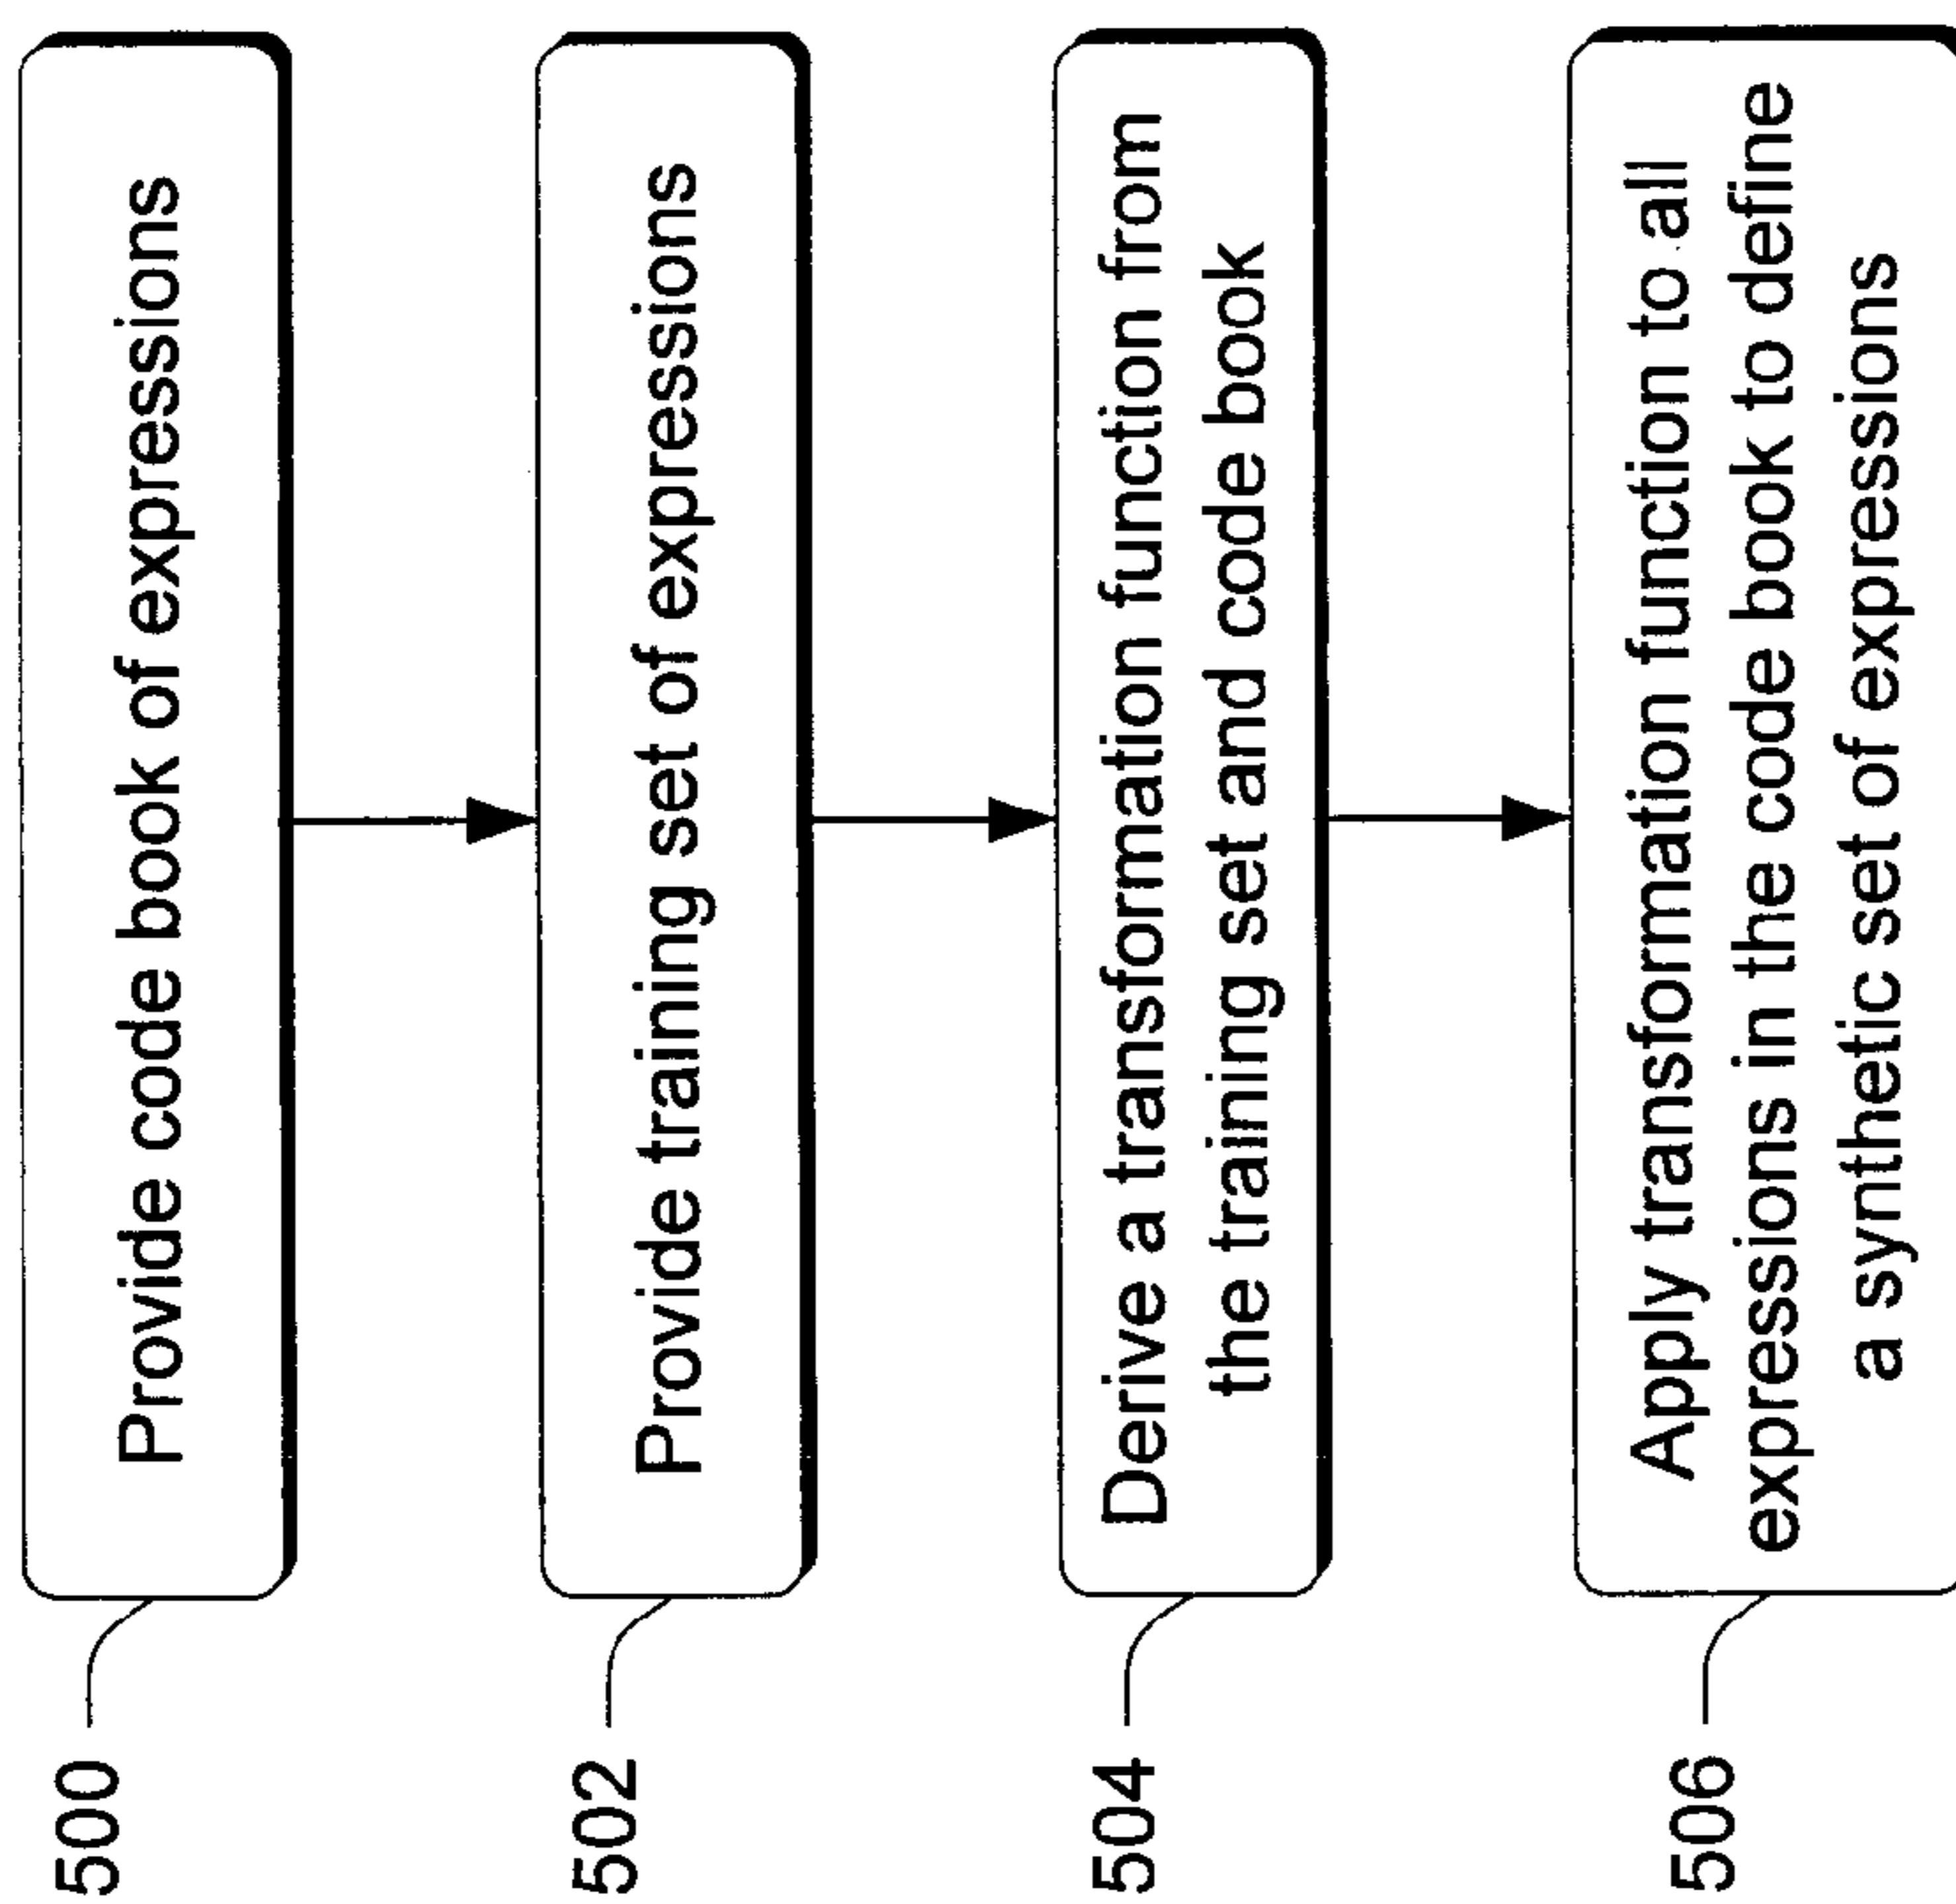 500
Provide code book of expressions
502
Provide training set of expressions
504
Derive a transformation function from
the training set and code book
506
Apply transformation function to all
expressions in the code book to define
a synthetic set of expressions